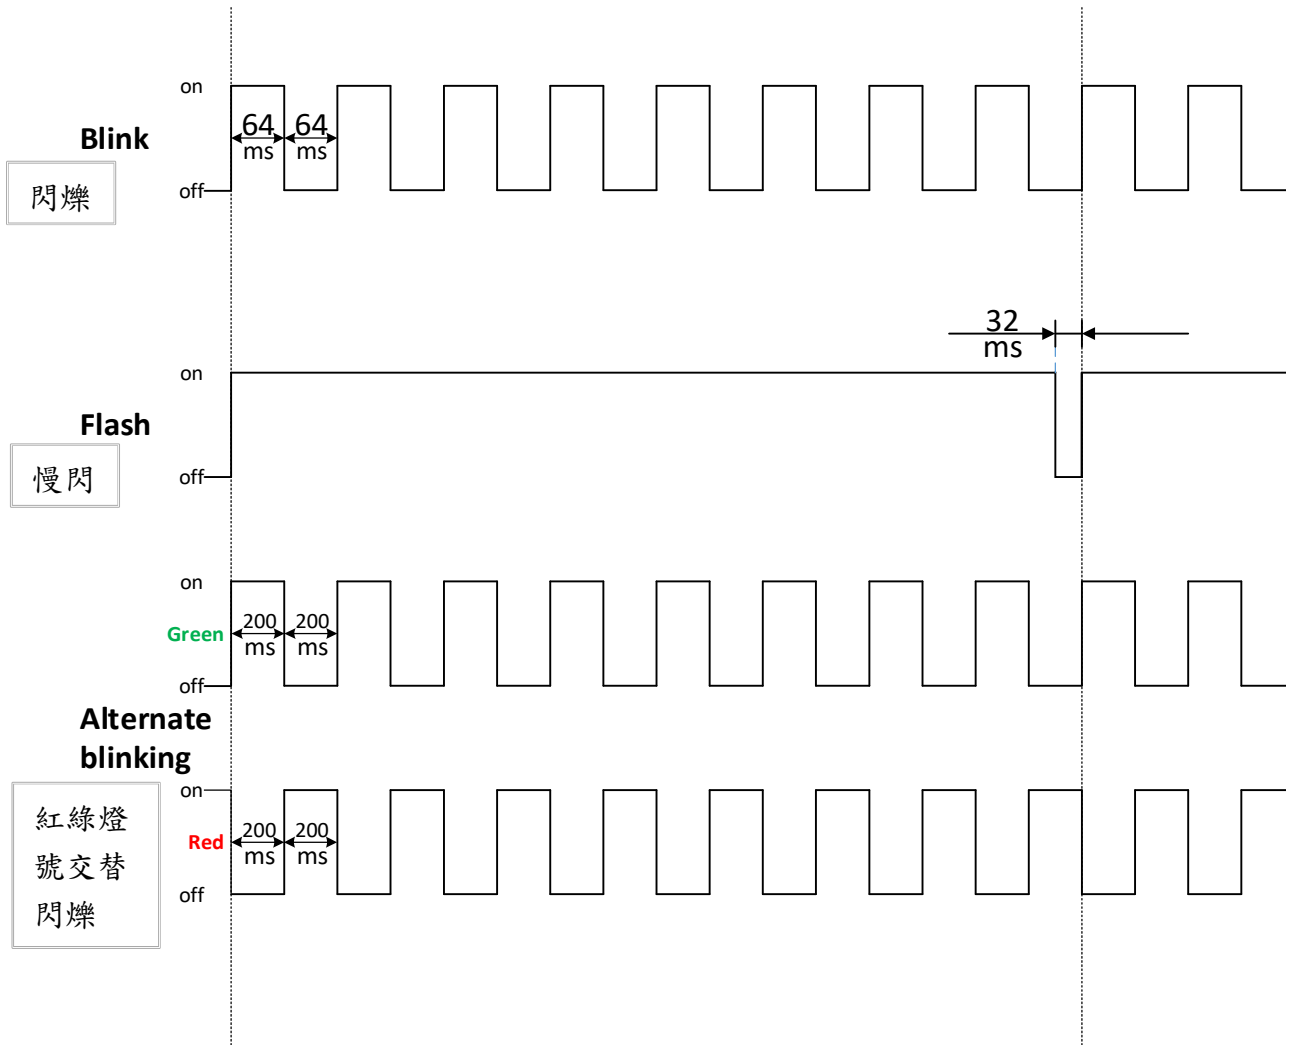 on
64
64
ms
ms
Blink
閃爍
off
32
ms
on
Flash
慢閃
off
on
200
200
Green
ms
ms
off
Alternate
blinking
on
紅綠燈
號交替
閃爍
200
200
Red
ms
ms
off